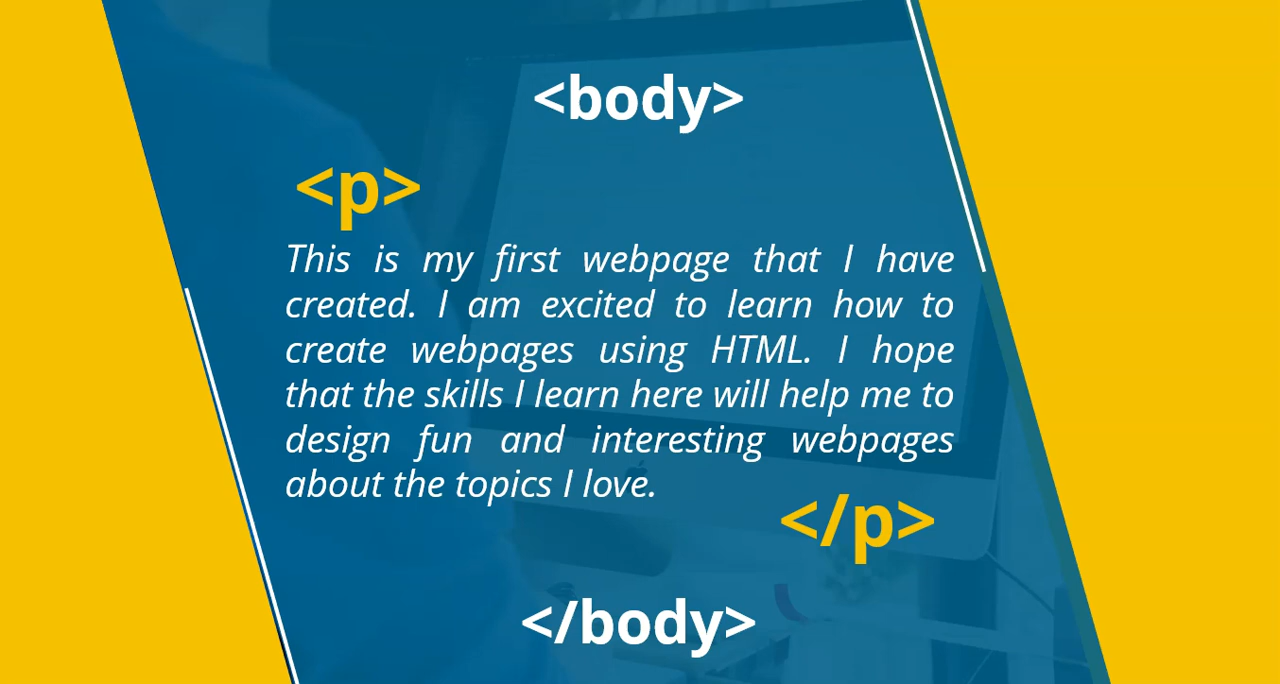 <body>
<p>
This is my first webpage that I have
created. I am excited to learn how to
create webpages using HTML. I hope
that the skills I learn here will help me to
design fun and interesting webpages
about the topics I love.
</p>
</body>